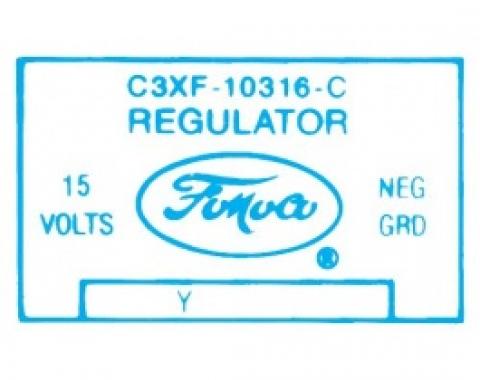 C3XF-10316-C
REGULATOR
15
VOLTS
FoMoCo
NEG
GRD
®
Y